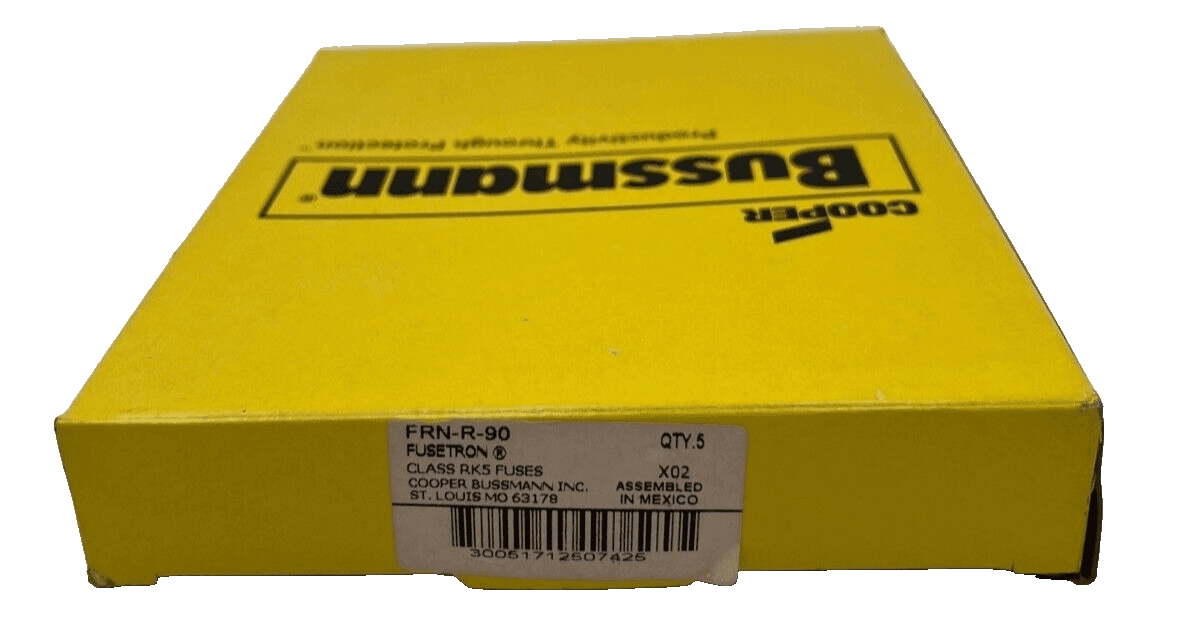 COOPER
Bussmann®
Productivity Through Protection™
FRN-R-90
QTY.5
FUSETRON ®
CLASS RK5 FUSES
X02
COOPER BUSSMANN INC.
ASSEMBLED
ST. LOUIS MO 63178
IN MEXICO
30051712507425